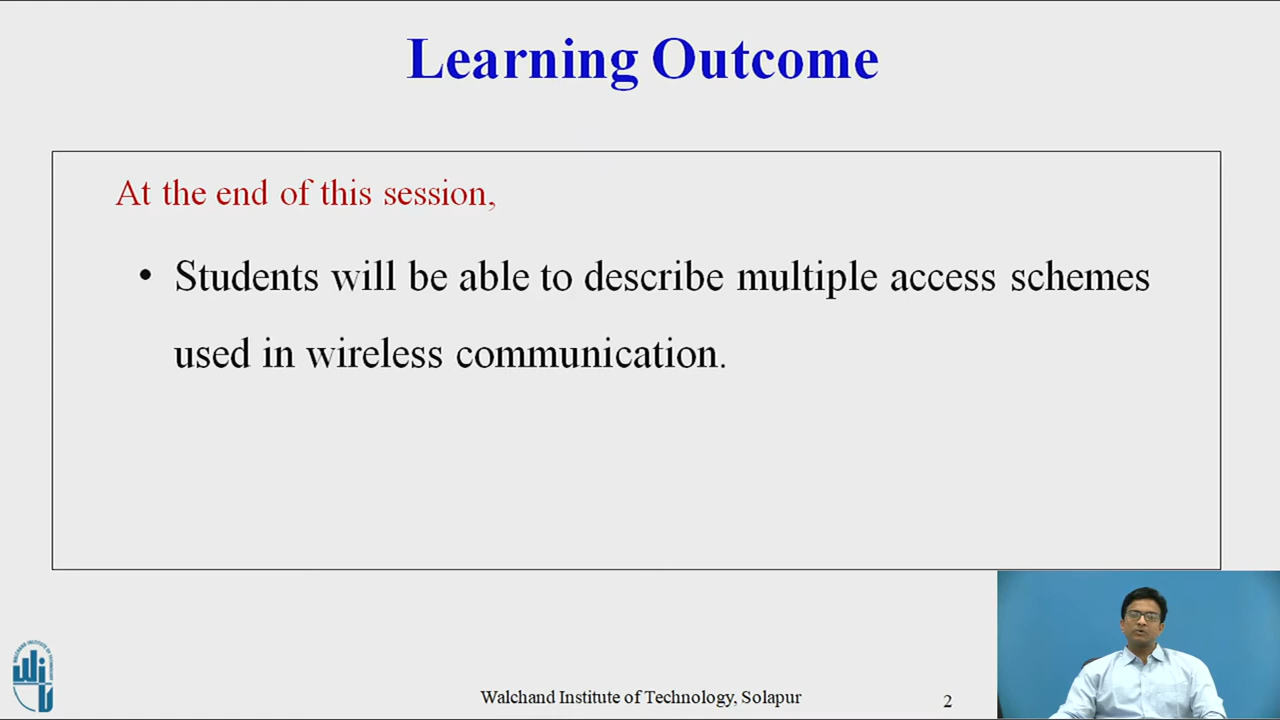 Learning Outcome
At the end of this session,
• Students will be able to describe multiple access schemes
used in wireless communication.
Walchand Institute of Technology, Solapur
2